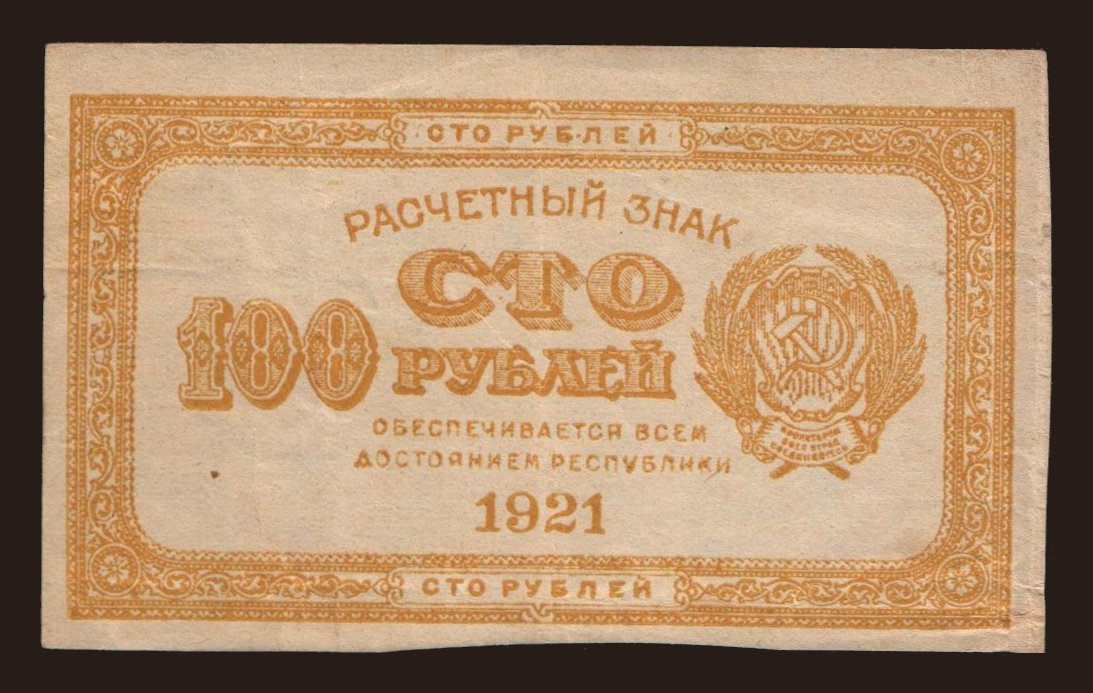 СТО РУБЛЕЙ
РАСЧЕТНЫЙ ЗНАК
100
СТО
РУБЛЕЙ
ОБЕСПЕЧИВАЕТСЯ ВСЕМ
ДОСТОЯНИЕМ РЕСПУБЛИКИ
1921
СТО РУБЛЕЙ